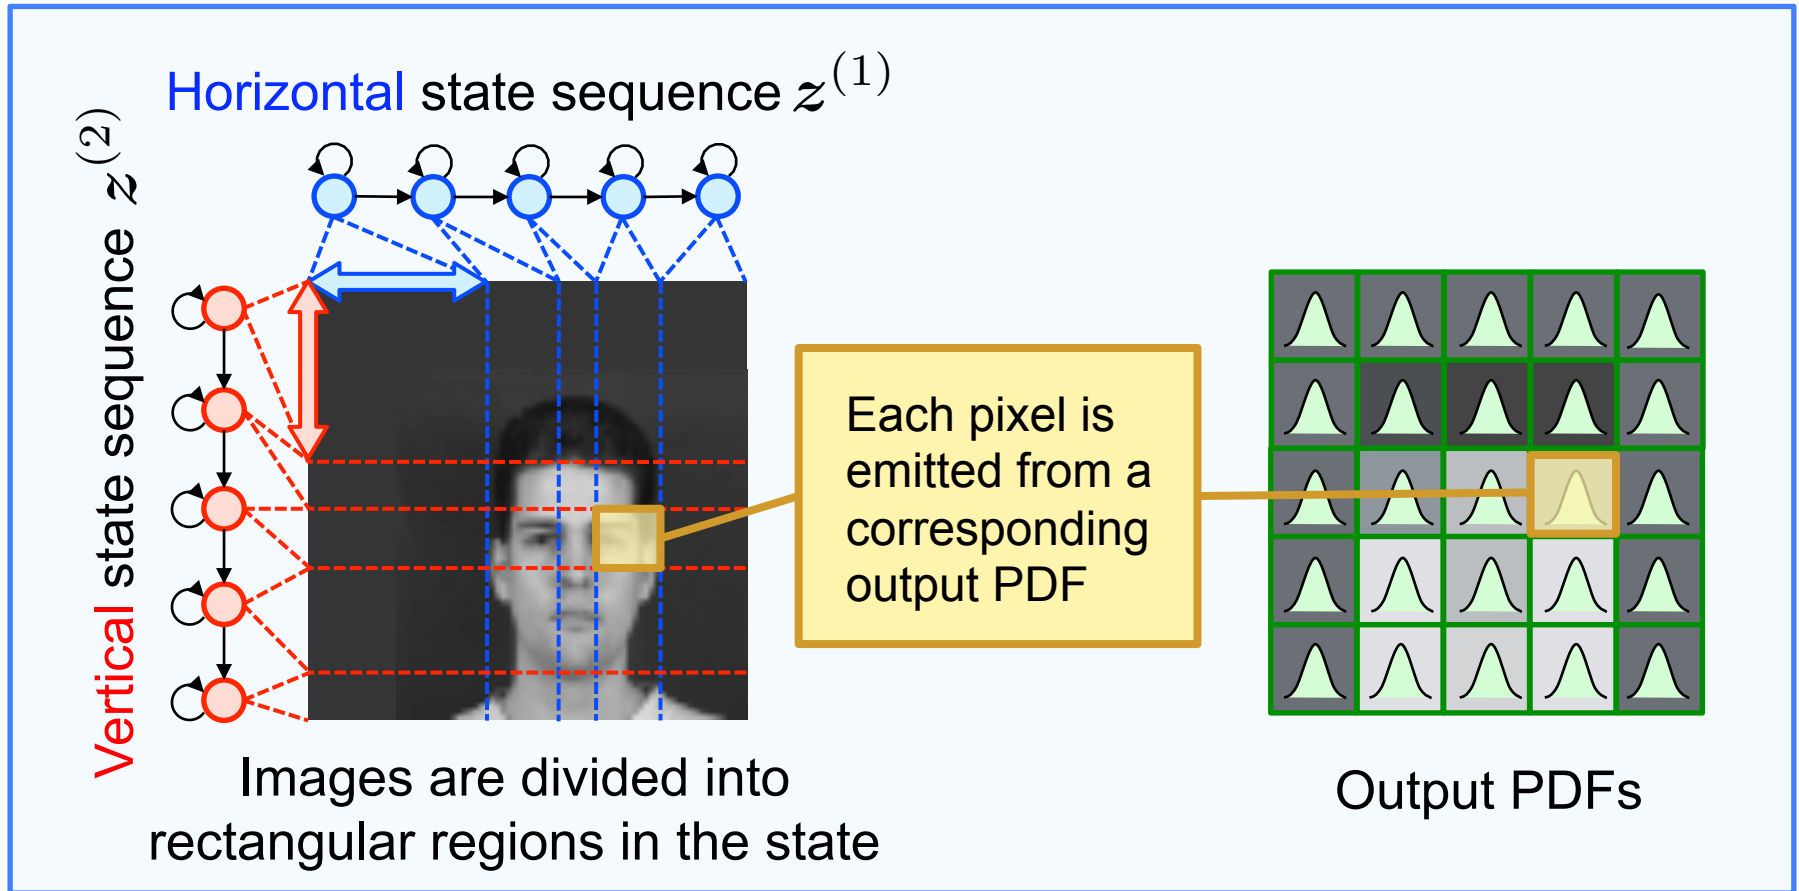 Horizontal state sequence z^(1)
Vertical state sequence z^(2)
Each pixel is
emitted from a
corresponding
output PDF
Images are divided into
rectangular regions in the state
Output PDFs